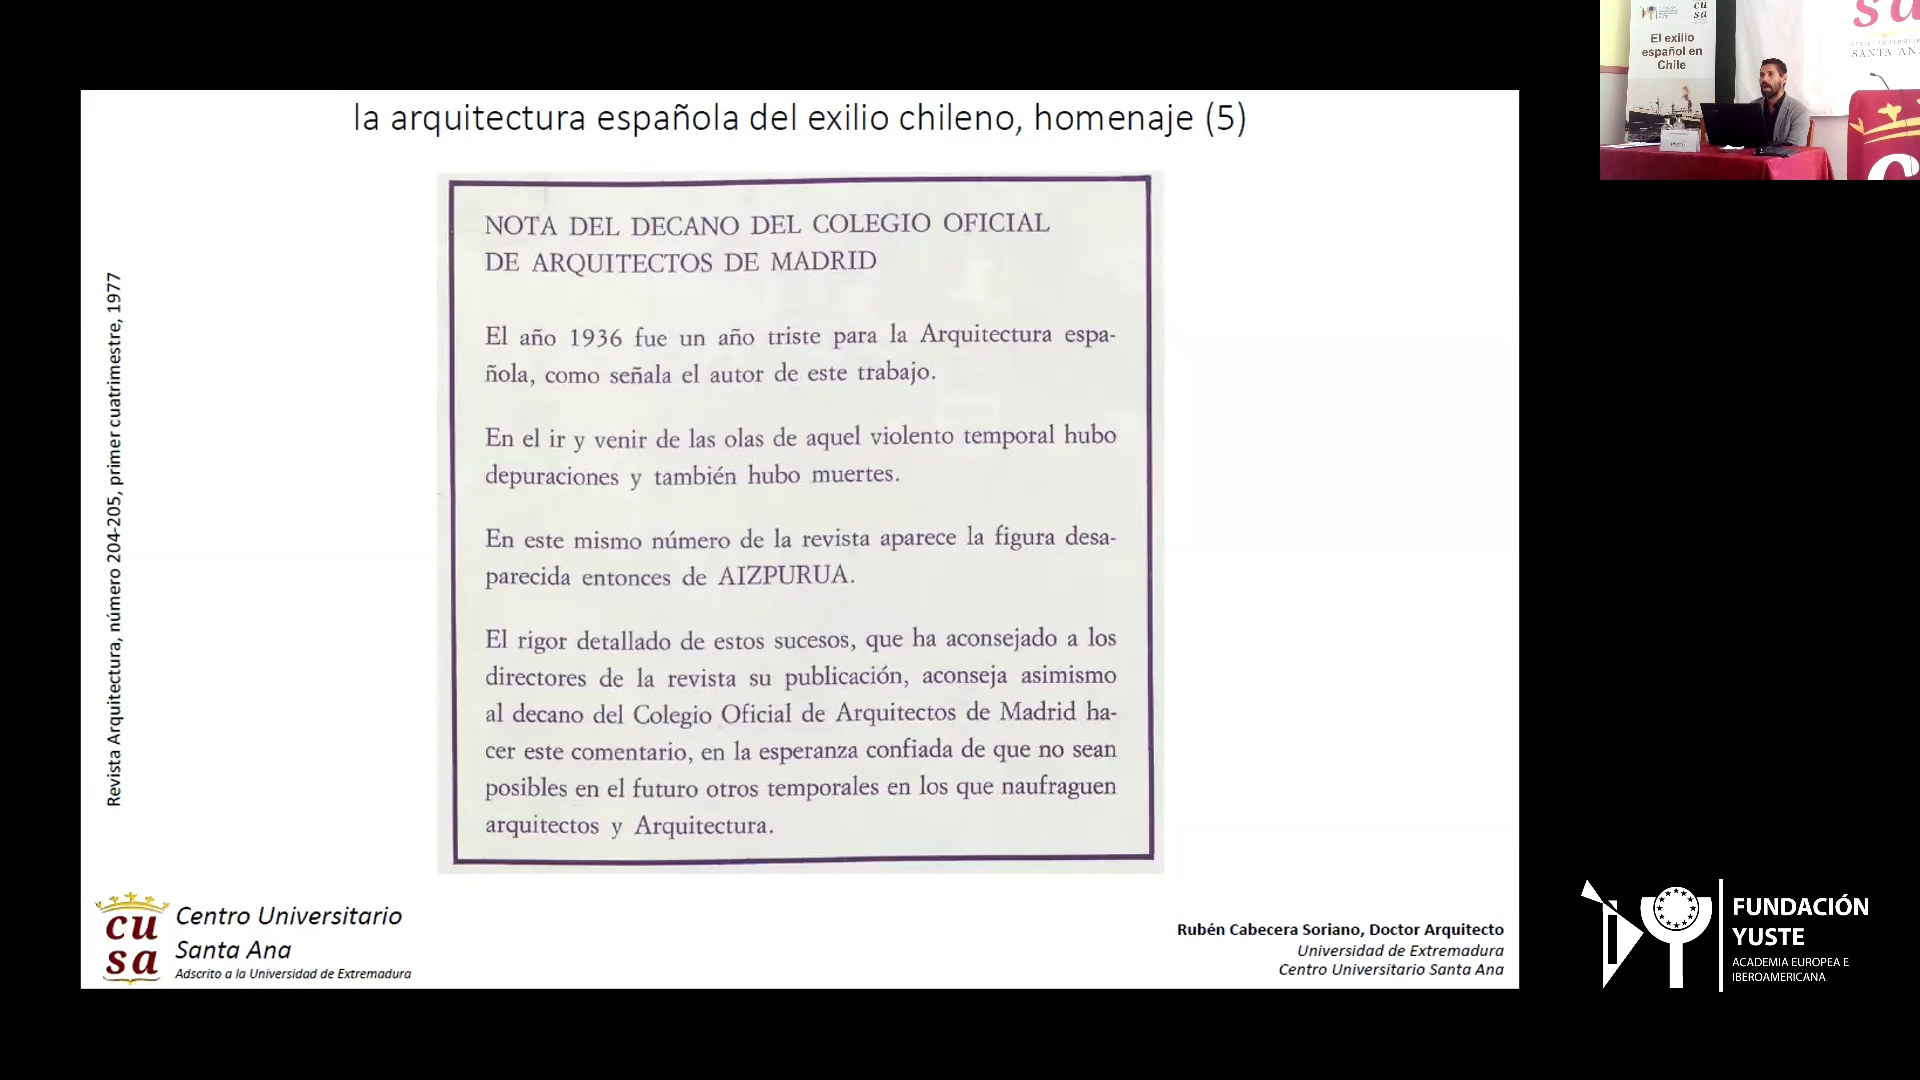 la arquitectura española del exilio chileno, homenaje (5)
Revista Arquitectura, número 204-205, primer cuatrimestre, 1977
NOTA DEL DECANO DEL COLEGIO OFICIAL
DE ARQUITECTOS DE MADRID
El año 1936 fue un año triste para la Arquitectura espa-
ñola, como señala el autor de este trabajo.
En el ir y venir de las olas de aquel violento temporal hubo
depuraciones y también hubo muertes.
En este mismo número de la revista aparece la figura desa-
parecida entonces de AIZPURUA.
El rigor detallado de estos sucesos, que ha aconsejado a los
directores de la revista su publicación, aconseja asimismo
al decano del Colegio Oficial de Arquitectos de Madrid ha-
cer este comentario, en la esperanza confiada de que no sean
posibles en el futuro otros temporales en los que naufraguen
arquitectos y Arquitectura.
cu
sa
Centro Universitario
Santa Ana
Adscrito a la Universidad de Extremadura
Rubén Cabecera Soriano, Doctor Arquitecto
Universidad de Extremadura
Centro Universitario Santa Ana
cu
sa
El exilio
español en
Chile
sa
SANTA AN
FUNDACIÓN
YUSTE
ACADEMIA EUROPEA E
IBEROAMERICANA